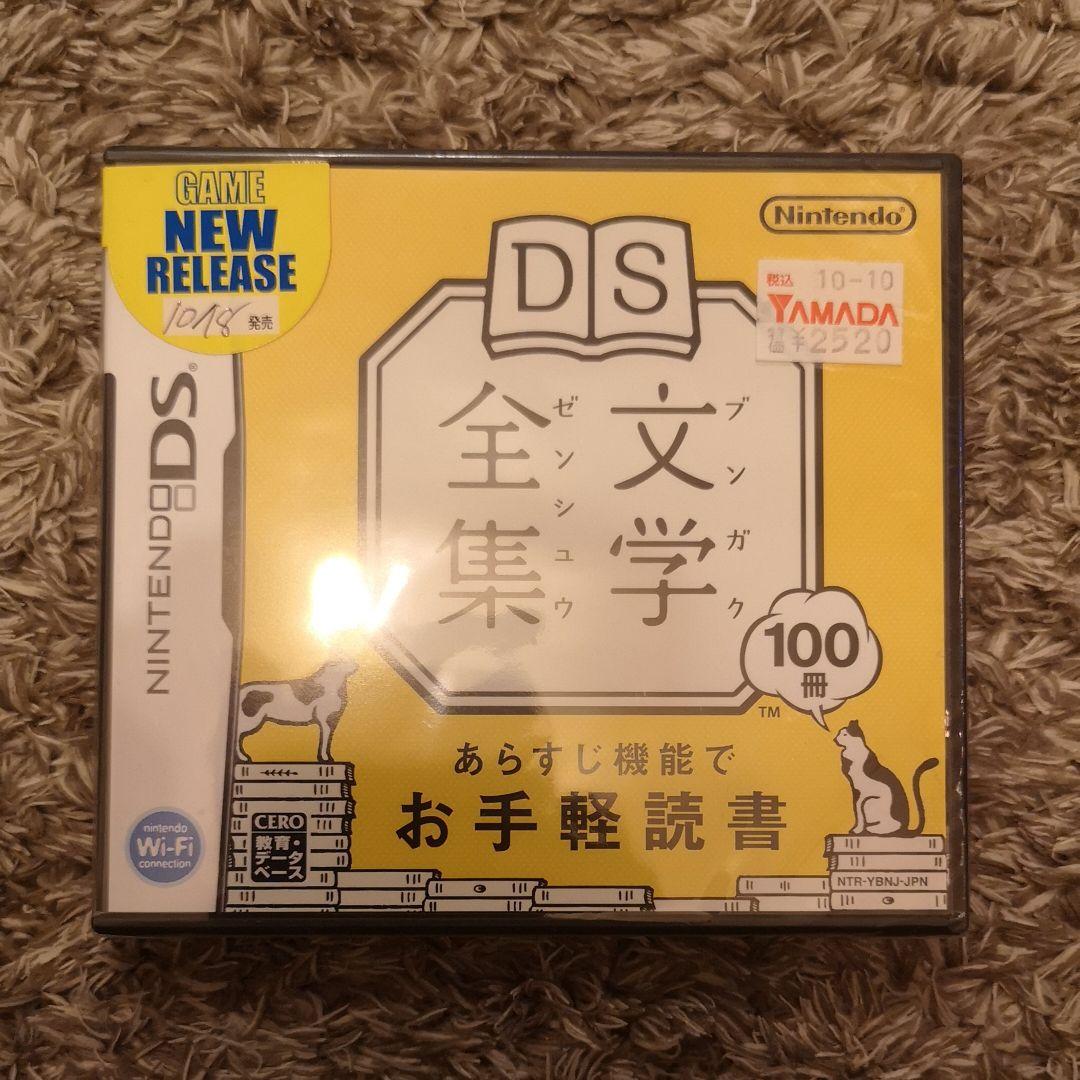 GAME
NEW
RELEASE
10/18 発売
Nintendo
税込 10-10
YAMADA
¥2520
NINTENDO DS®
DS
文学
ブンガク
全集
ゼンシュウ
100
冊
TM
あらすじ機能で
お手軽読書
nintendo
Wi-Fi
connection
CERO
教育・
データ
ベース
NTR-YBNJ-JPN